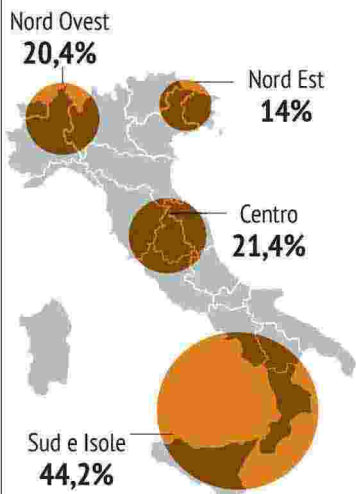 Nord Ovest
20,4%
Nord Est
14%
Centro
21,4%
Sud e Isole
44,2%